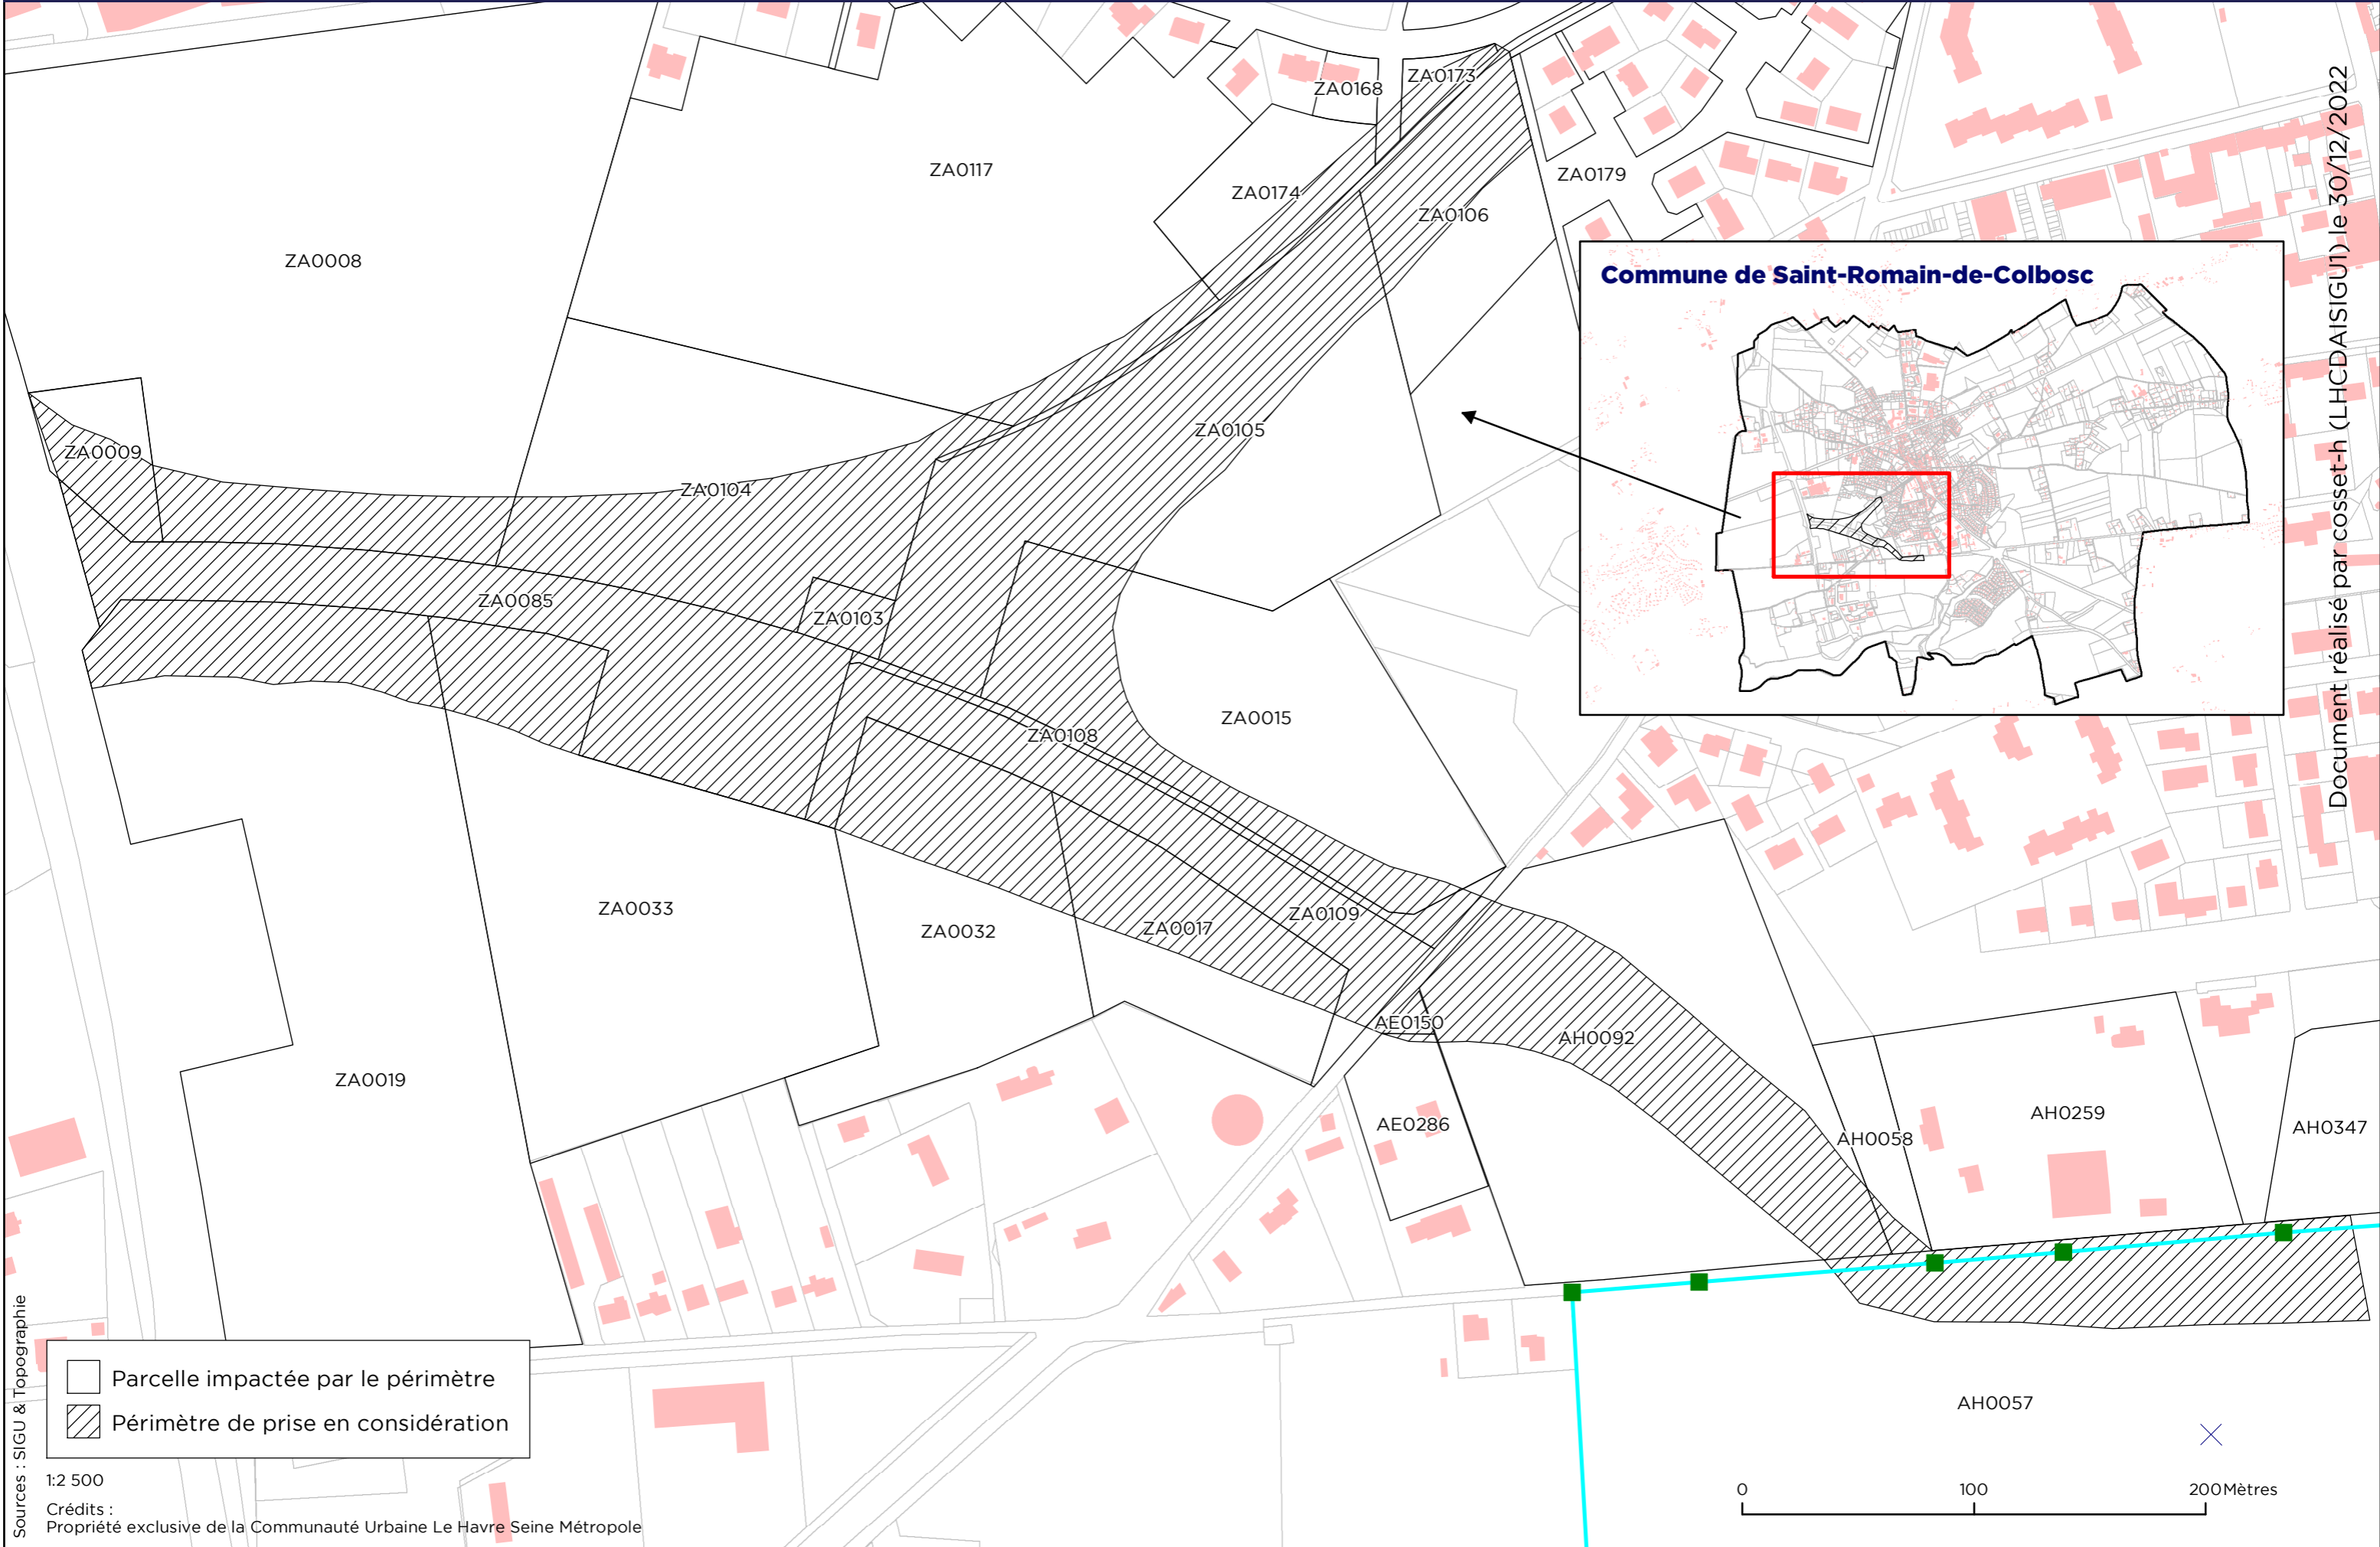 ZA0173
ZA0168
ZA0117
ZA0179
ZA0174
ZA0106
ZA0008
Commune de Saint-Romain-de-Colbosc
ZA0105
ZA0009
ZA0104
ZA0085
ZA0103
ZA0015
ZA0108
ZA0033
ZA0109
ZA0017
ZA0032
AE0150
AH0092
ZA0019
AH0259
AE0286
AH0347
AH0058
AH0057
Parcelle impactée par le périmètre
Périmètre de prise en considération
1:2 500
Crédits :
Propriété exclusive de la Communauté Urbaine Le Havre Seine Métropole
0 100 200Mètres
Sources : SIGU & Topographie
Document réalisé par cosset-h (LHCDAISIGU1) le 30/12/2022